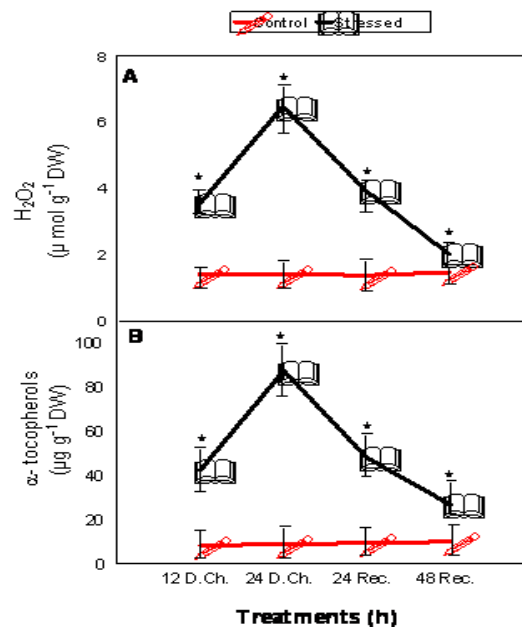 Control Stressed
A
H₂O₂
(µ mol g⁻¹ DW)
8
6
4
2
0
B
α- tocopherols
(µg g⁻¹ DW)
100
80
60
40
20
0
12 D.Ch. 24 D.Ch. 24 Rec. 48 Rec.
Treatments (h)